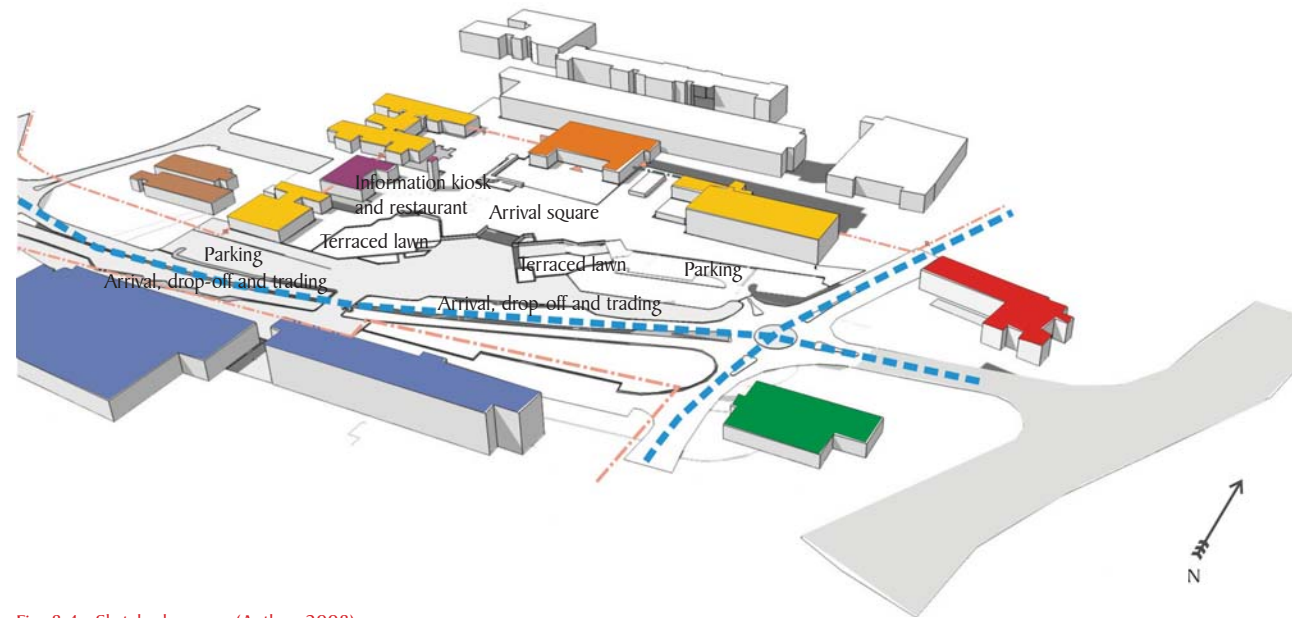 Information kiosk
and restaurant
Arrival square
Terraced lawn
Parking
Terraced lawn
Parking
Arrival, drop-off and trading
Arrival, drop-off and trading
N